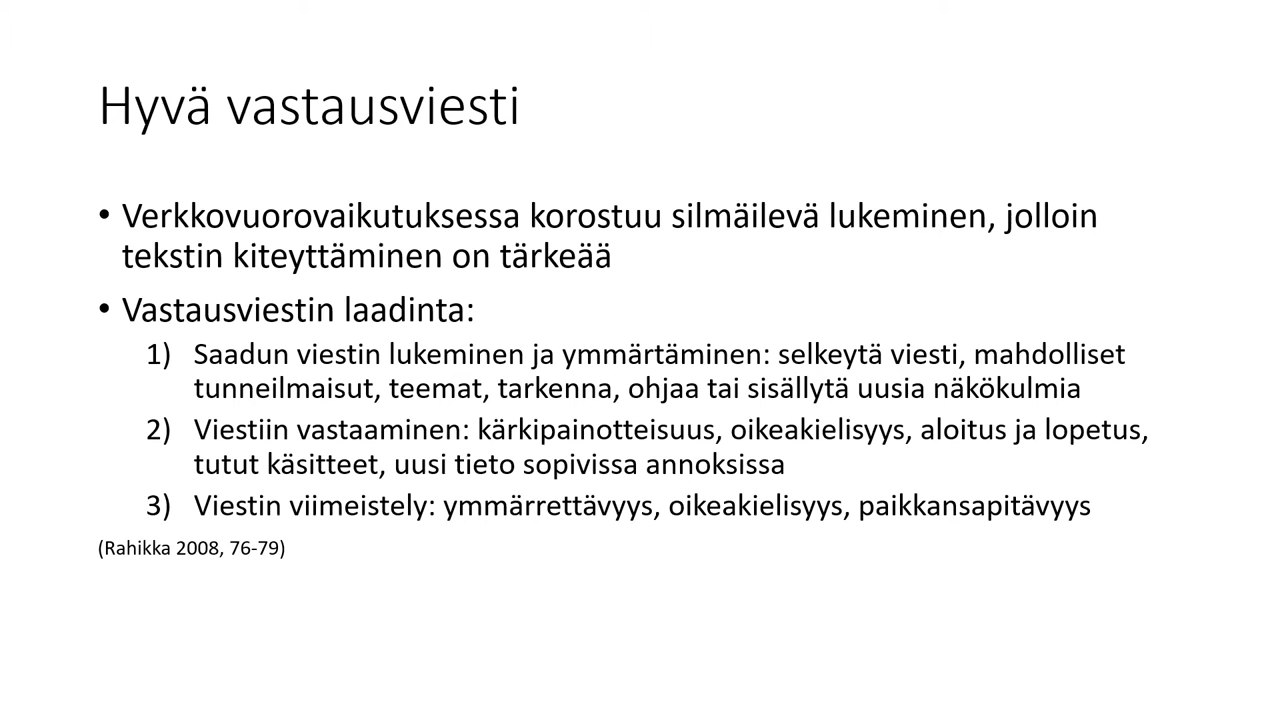 Hyvä vastausviesti
• Verkkovuorovaikutuksessa korostuu silmäilevä lukeminen, jolloin
tekstin kiteyttäminen on tärkeää
• Vastausviestin laadinta:
1) Saadun viestin lukeminen ja ymmärtäminen: selkeytä viesti, mahdolliset
tunneilmaisut, teemat, tarkenna, ohjaa tai sisällytä uusia näkökulmia
2) Viestiin vastaaminen: kärkipainotteisuus, oikeakielisyys, aloitus ja lopetus,
tutut käsitteet, uusi tieto sopivissa annoksissa
3) Viestin viimeistely: ymmärrettävyys, oikeakielisyys, paikkansapitävyys
(Rahikka 2008, 76-79)